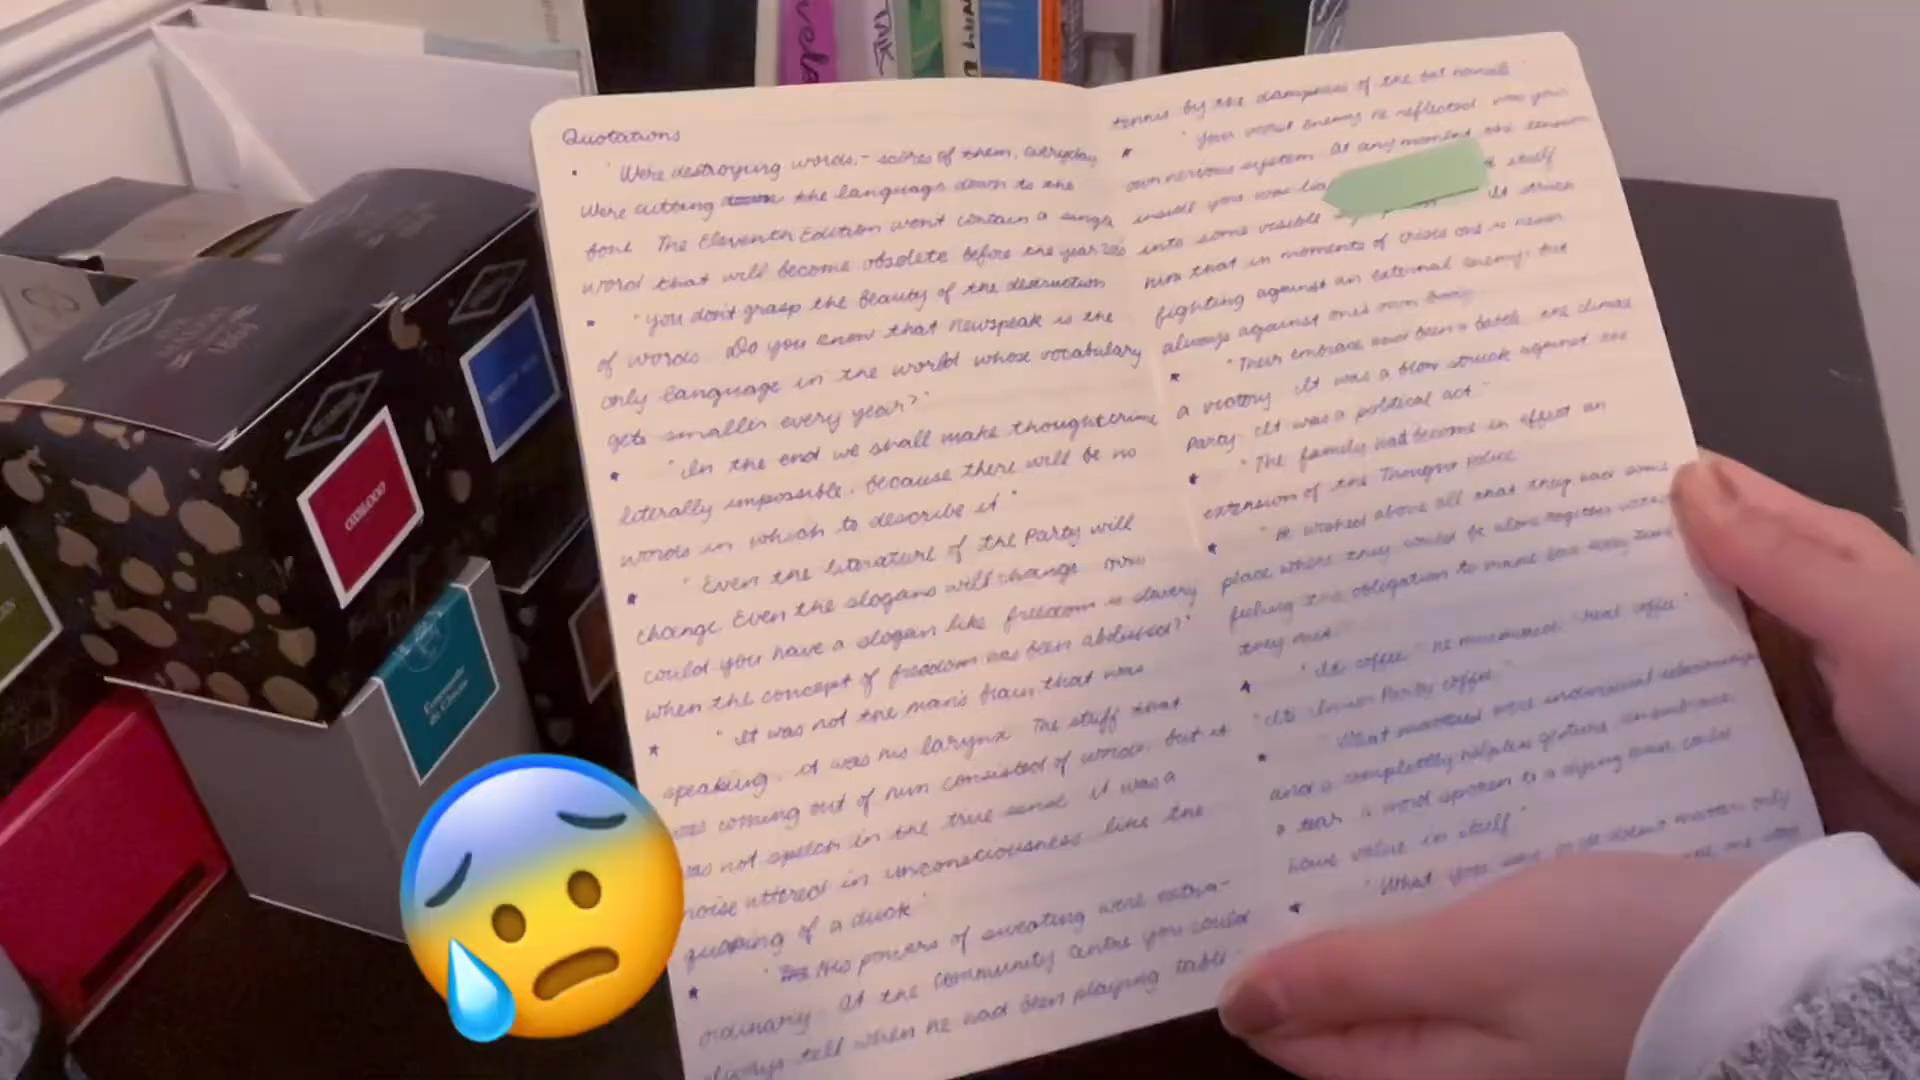 Quotations
"We're destroying words, - scores of them, everyday
We're cutting the language down to the
bone The Eleventh Edition won't contain a single
word that will become obsolete before the year
"you don't grasp the beauty of the destruction
of words. Do you know that Newspeak is the
only language in the world whose vocabulary
gets smaller every year?"
"In the end we shall make thoughtcrime
literally impossible, because there will be no
words in which to describe it"
"Even the literature of the Party will
change. Even the slogans will change. How
could you have a slogan like freedom is slavery
when the concept of freedom has been abolished?"
"It was not the man's brain that was
speaking, it was his larynx. The stuff that
was coming out of him consisted of words, but it
was not speech in the true sense it was a
noise uttered in unconsciousness like the
quacking of a duck"
His powers of sweating were extra-
ordinary. At the Community Centre you could
always tell when he had been playing table
tennis by the dampness of the bat handle"
"Your worst enemy he reflected was your
own nervous system. At any moment the tension
inside you was
itself
into some visible
It struck
him that in moments of crisis one is never
fighting against an external enemy, but
always against one's own body
"Their embrace had been a battle, the climax
a victory. It was a blow struck against the
Party. It was a political act."
"The family had become in effect an
extension of the Thought Police
"He wished above all that they had some
place where they could be alone together without
feeling the obligation to make love every time
they met
"It's coffee" he murmured "real coffee"
"It's Inner Party coffee."
"What mattered were individual relationships
and a completely helpless gesture, an embrace,
a tear, a word spoken to a dying man, could
have value in itself"
"What you say or do doesn't matter: only
OXALOCO
Esmeralda
de Choco
TALK